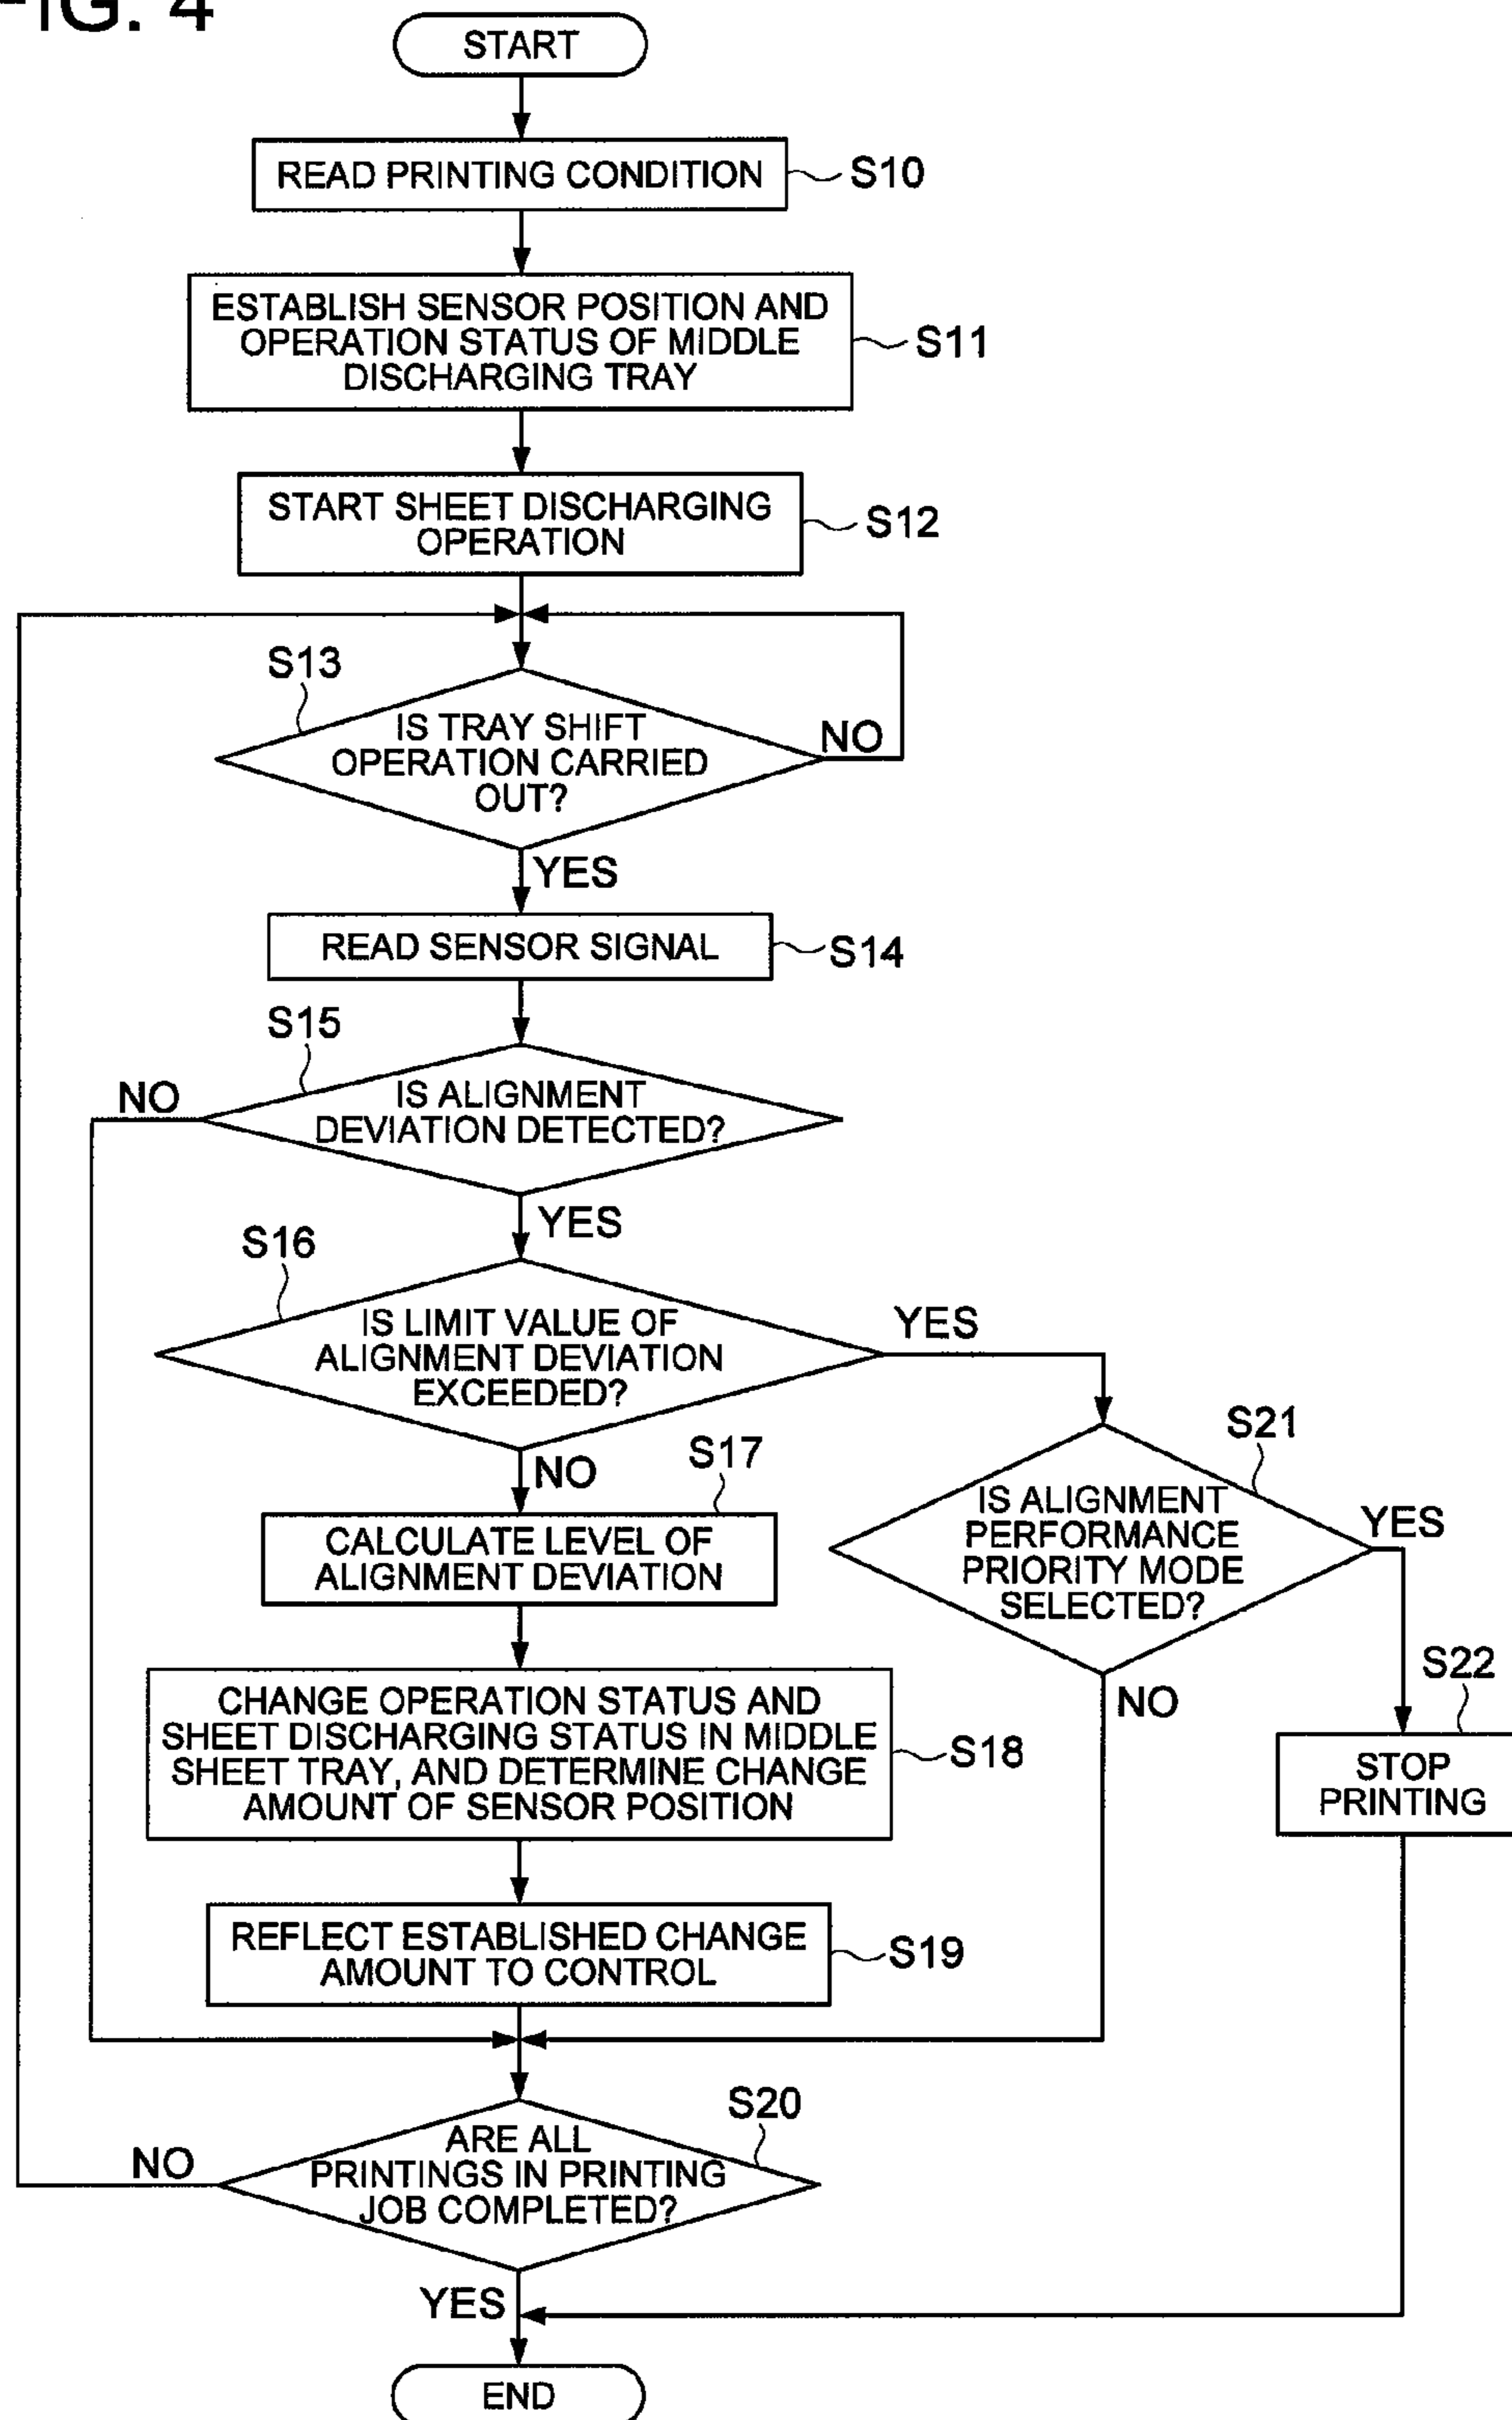 FIG. 4
START
READ PRINTING CONDITION
S10
ESTABLISH SENSOR POSITION AND
OPERATION STATUS OF MIDDLE
DISCHARGING TRAY
S11
START SHEET DISCHARGING
OPERATION
S12
S13
IS TRAY SHIFT
OPERATION CARRIED
OUT?
NO
YES
READ SENSOR SIGNAL
S14
S15
NO
IS ALIGNMENT
DEVIATION DETECTED?
YES
S16
IS LIMIT VALUE OF
ALIGNMENT DEVIATION
EXCEEDED?
YES
NO
S17
CALCULATE LEVEL OF
ALIGNMENT DEVIATION
S21
IS ALIGNMENT
PERFORMANCE
PRIORITY MODE
SELECTED?
YES
NO
S22
STOP
PRINTING
CHANGE OPERATION STATUS AND
SHEET DISCHARGING STATUS IN MIDDLE
SHEET TRAY, AND DETERMINE CHANGE
AMOUNT OF SENSOR POSITION
S18
REFLECT ESTABLISHED CHANGE
AMOUNT TO CONTROL
S19
S20
ARE ALL
PRINTINGS IN PRINTING
JOB COMPLETED?
NO
YES
END